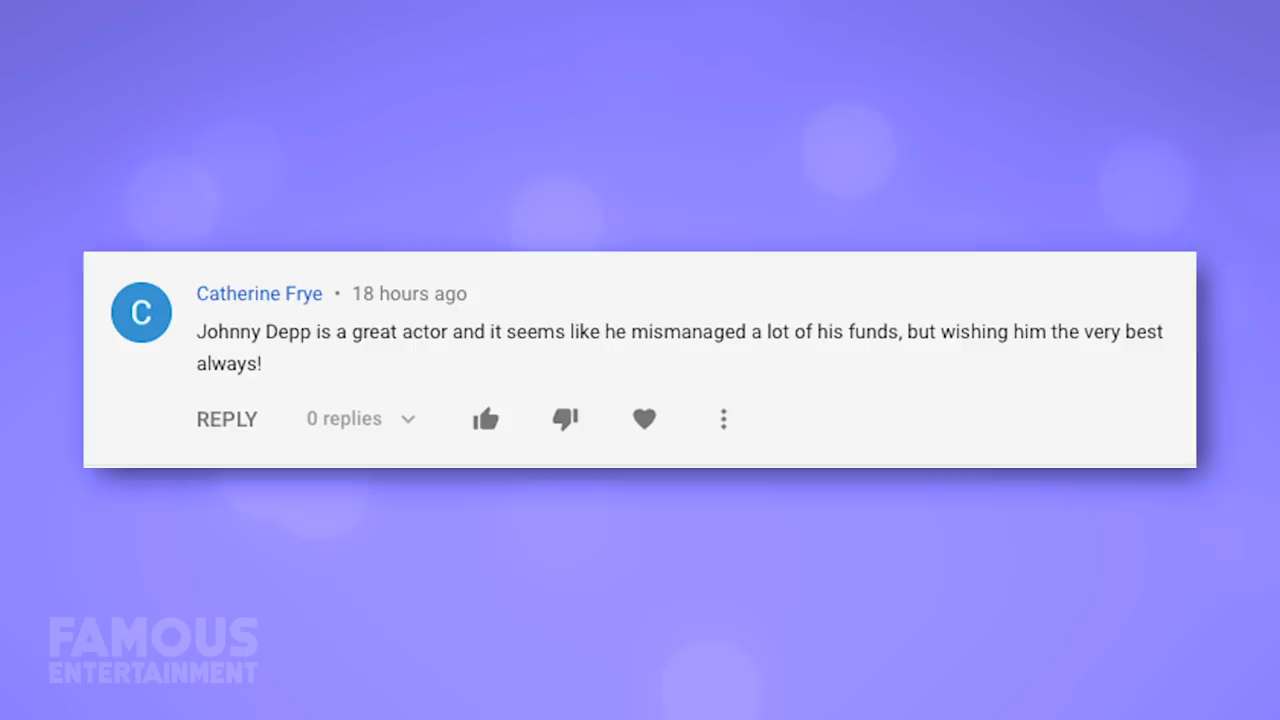 C
Catherine Frye • 18 hours ago
Johnny Depp is a great actor and it seems like he mismanaged a lot of his funds, but wishing him the very best
always!
REPLY 0 replies
FAMOUS
ENTERTAINMENT